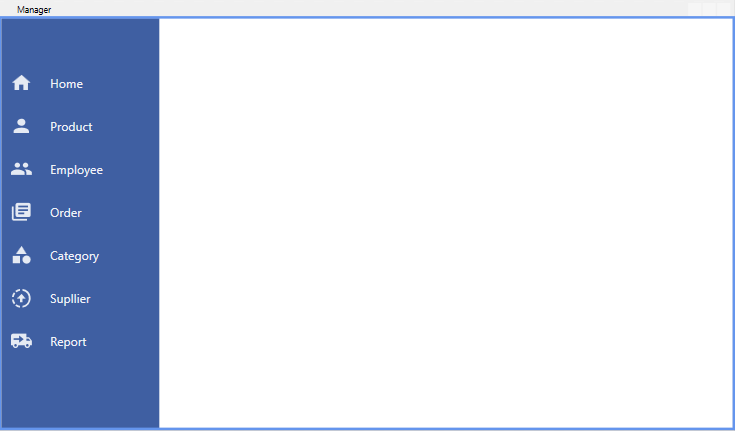 Manager
Home
Product
Employee
Order
Category
Supllier
Report